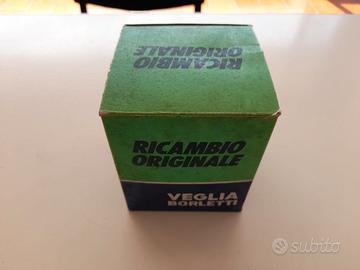 RICAMBIO
ORIGINALE
RICAMBIO
ORIGINALE
VEGLIA
BORLETTI
subito